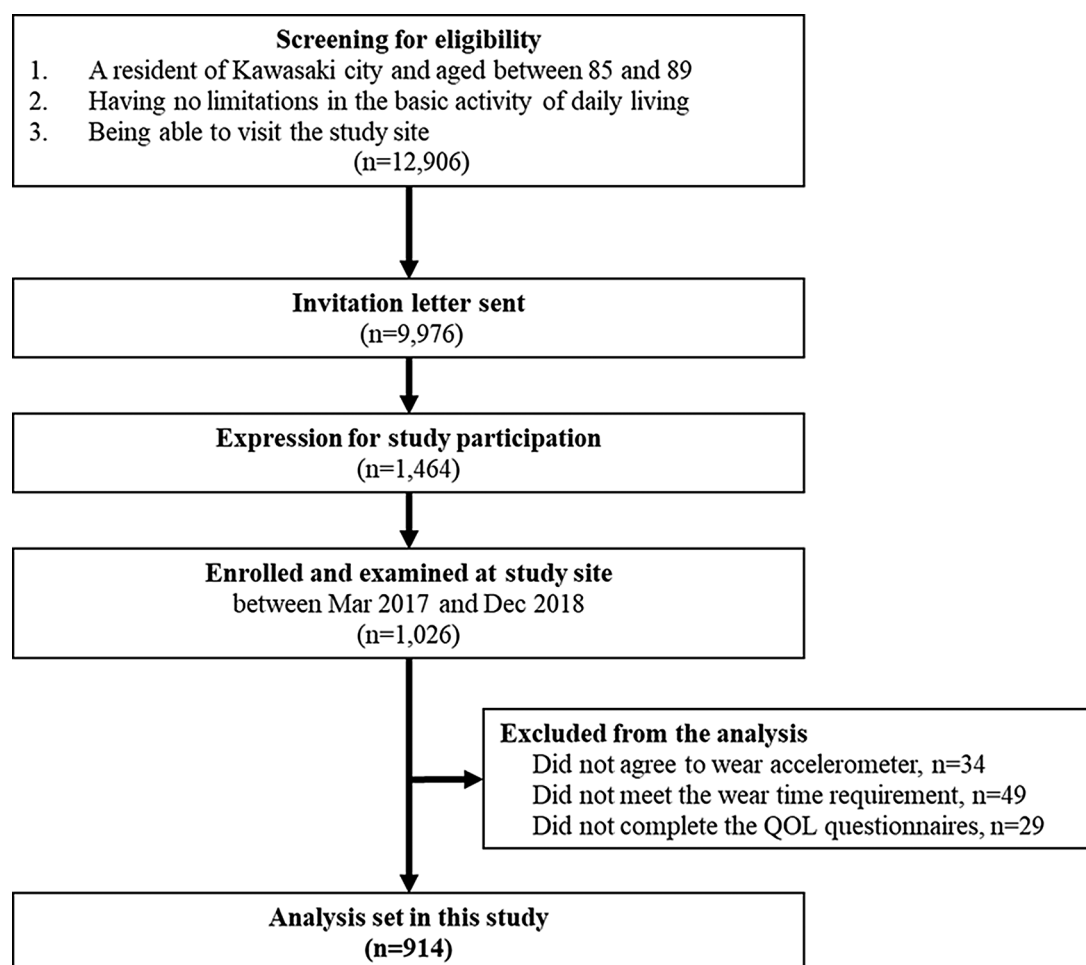 Screening for eligibility
1. A resident of Kawasaki city and aged between 85 and 89
2. Having no limitations in the basic activity of daily living
3. Being able to visit the study site
(n=12,906)
Invitation letter sent
(n=9,976)
Expression for study participation
(n=1,464)
Enrolled and examined at study site
between Mar 2017 and Dec 2018
(n=1,026)
Excluded from the analysis
Did not agree to wear accelerometer, n=34
Did not meet the wear time requirement, n=49
Did not complete the QOL questionnaires, n=29
Analysis set in this study
(n=914)